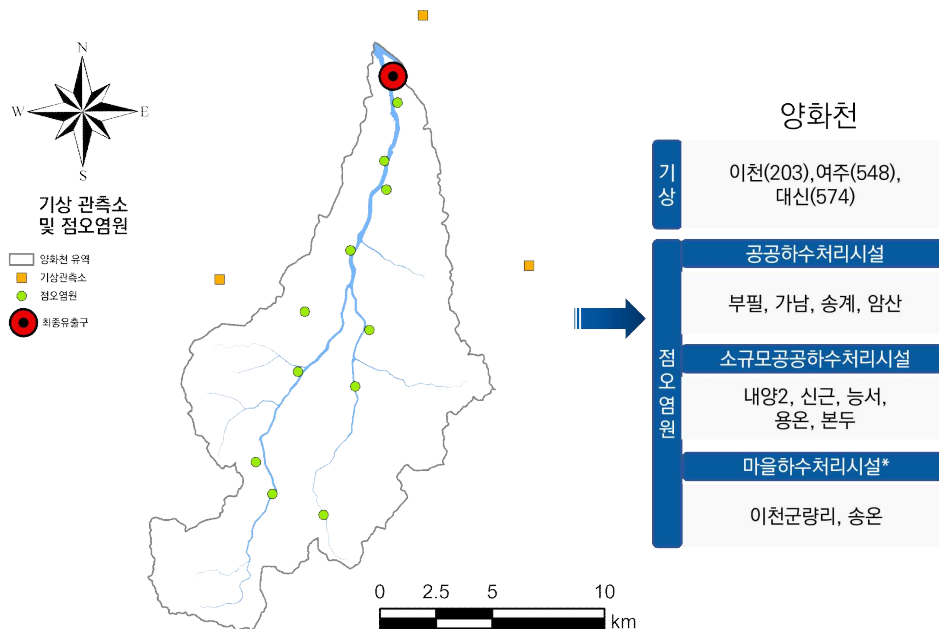 N
W
E
S
기상 관측소
및 점오염원
양화천 유역
기상관측소
점오염원
최종유출구
0 2.5 5 10
km
양화천
기상
이천(203),여주(548),
대신(574)
점오염원
공공하수처리시설
부필, 가남, 송계, 암산
소규모공공하수처리시설
내양2, 신근, 능서,
용온, 본두
마을하수처리시설*
이천군량리, 송온